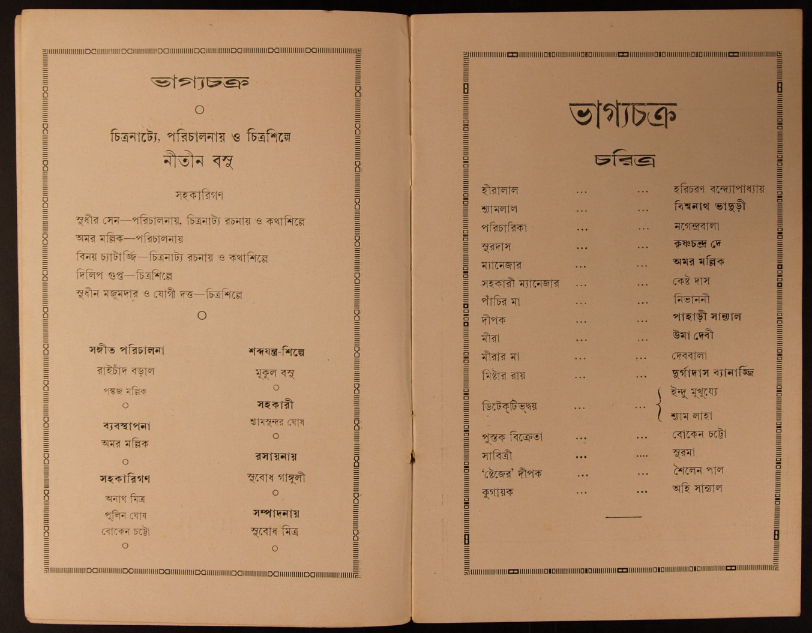 ভাগ্যচক্র
চিত্রনাট্যে, পরিচালনায় ও চিত্রশিল্পে
নীতীন বসু
সহকারিগণ
সুধীর সেন—পরিচালনায়, চিত্রনাট্য রচনায় ও কথাশিল্পে
অমর মল্লিক—পরিচালনায়
বিনয় চ্যাটার্জ্জি—চিত্রনাট্য রচনায় ও কথাশিল্পে
দিলিপ গুপ্ত—চিত্রশিল্পে
সুধীন মজুমদার ও যোগী দত্ত—চিত্রশিল্পে
সঙ্গীত পরিচালনা
রাইচাঁদ বড়াল
পঙ্কজ মল্লিক
ব্যবস্থাপনা
অমর মল্লিক
সহকারিগণ
অনাথ মিত্র
পুলিন ঘোষ
বোকেন চট্টো
শব্দযন্ত্র-শিল্পে
মুকুল বসু
সহকারী
শ্যামসুন্দর ঘোষ
রসায়নায়
সুবোধ গাঙ্গুলী
সম্পাদনায়
সুবোধ মিত্র
ভাগ্যচক্র
চরিত্র
হীরালাল ... ... হরিচরণ বন্দ্যোপাধ্যায়
শ্যামলাল ... ... বিশ্বনাথ ভাদুড়ী
পরিচারিকা ... ... নগেন্দ্রবালা
সুরদাস ... ... কৃষ্ণচন্দ্র দে
ম্যানেজার ... ... অমর মল্লিক
সহকারী ম্যানেজার ... ... কেষ্ট দাস
পাঁচির মা ... ... নিভাননী
দীপক ... ... পাহাড়ী সান্ন্যাল
মীরা ... ... উমা দেবী
মীরার মা ... ... দেববালা
মিষ্টার রায় ... ... দুর্গাদাস ব্যানার্জ্জি
ডিটেক্‌টিভদ্বয় ... ... { ইন্দু মুখুয্যে
শ্যাম লাহা
পুস্তক বিক্রেতা ... ... বোকেন চট্টো
সাবিত্রী ... .... সুরমা
‘ষ্টেজের’ দীপক ... ... শৈলেন পাল
কুগায়ক ... ... অহি সান্ন্যাল